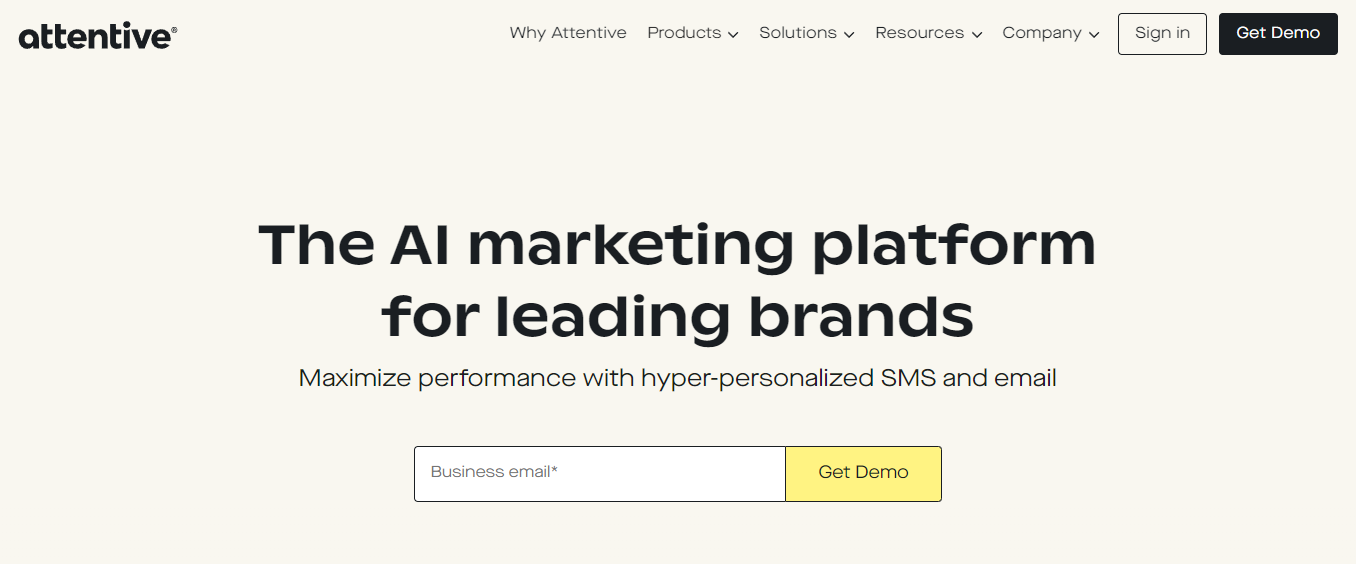 attentive®
Why Attentive Products Solutions Resources Company Sign in Get Demo
The AI marketing platform
for leading brands
Maximize performance with hyper-personalized SMS and email
Business email* Get Demo